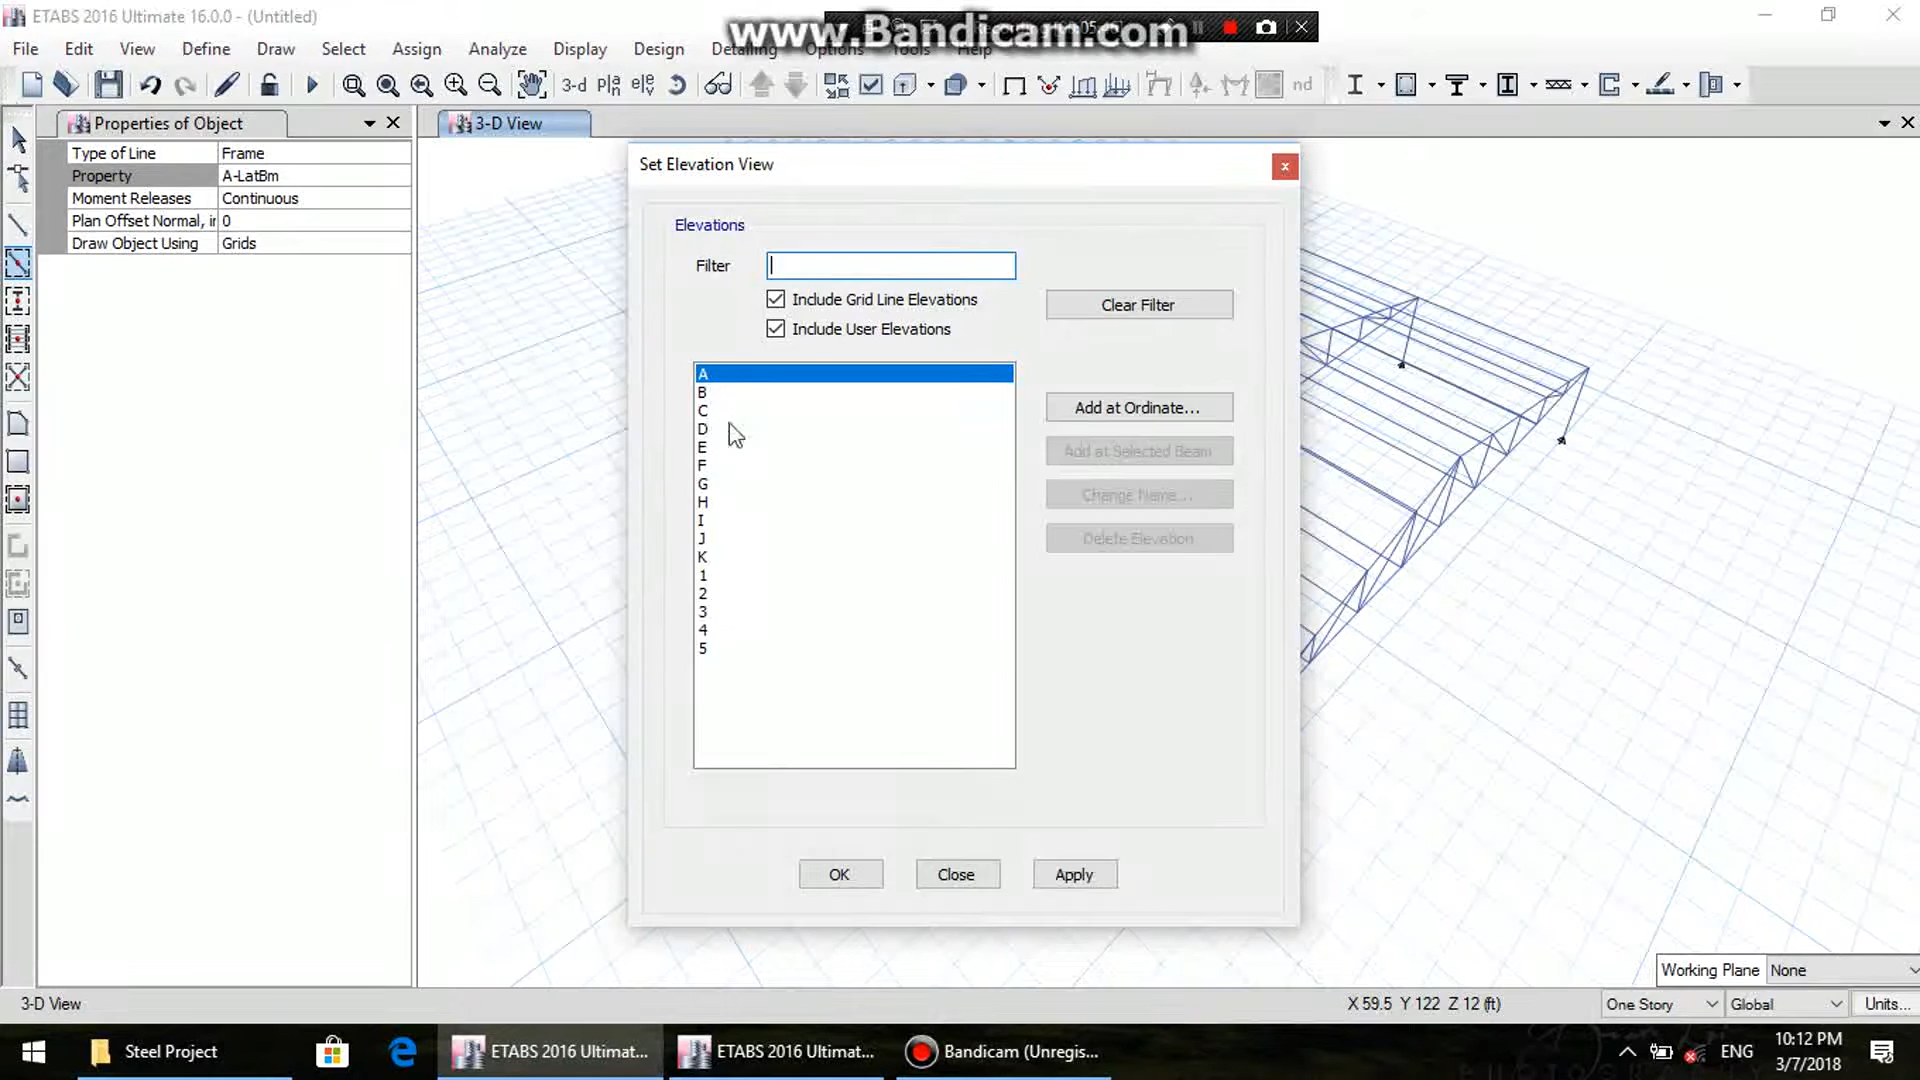 ETABS 2016 Ultimate 16.0.0 - (Untitled)
www.Bandicam.com
File Edit View Define Draw Select Assign Analyze Display Design Detailing Options Tools Help
3-d
nd
Properties of Object
3-D View
Type of Line Frame
Property A-LatBm
Moment Releases Continuous
Plan Offset Normal, ir 0
Draw Object Using Grids
Set Elevation View
Elevations
Filter
Include Grid Line Elevations
Include User Elevations
Clear Filter
A
B
C
D
E
F
G
H
I
J
K
1
2
3
4
5
Add at Ordinate...
Add at Selected Beam
Change Name...
Delete Elevation
OK Close Apply
Working Plane None
3-D View
X 59.5 Y 122 Z 12 (ft)
One Story
Global
Units...
Steel Project
ETABS 2016 Ultimat...
ETABS 2016 Ultimat...
Bandicam (Unregis...
ENG
10:12 PM
3/7/2018